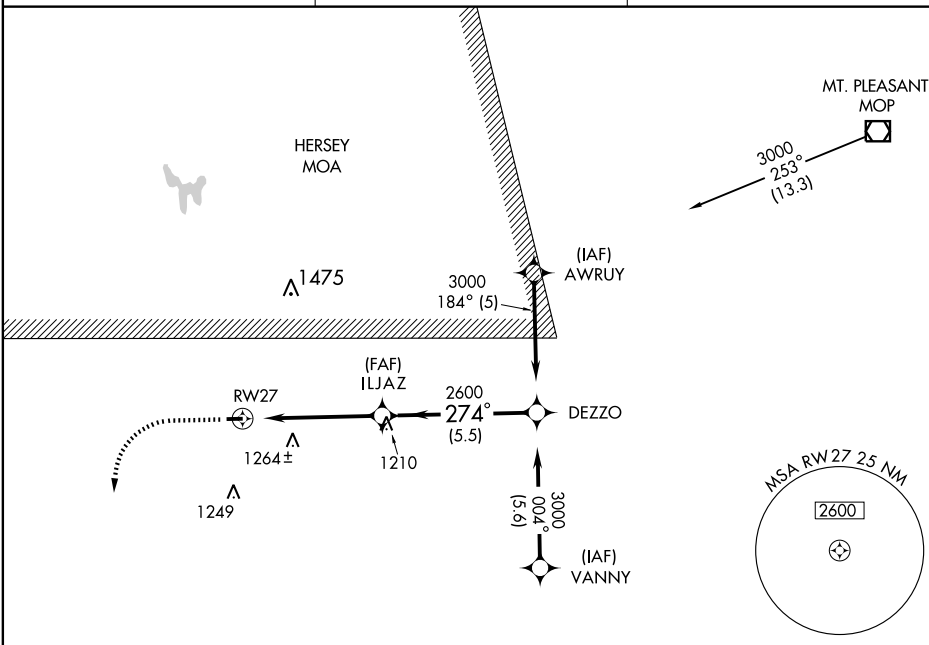 MT. PLEASANT
MOP
3000
253°
(13.3)
HERSEY
MOA
(IAF)
AWRUY
1475
3000
184° (5)
(FAF)
ILJAZ
RW27
2600
274°
(5.5)
DEZZO
1264±
1210
1249
3000
004°
(5.6)
(IAF)
VANNY
MSA RW27 25 NM
2600